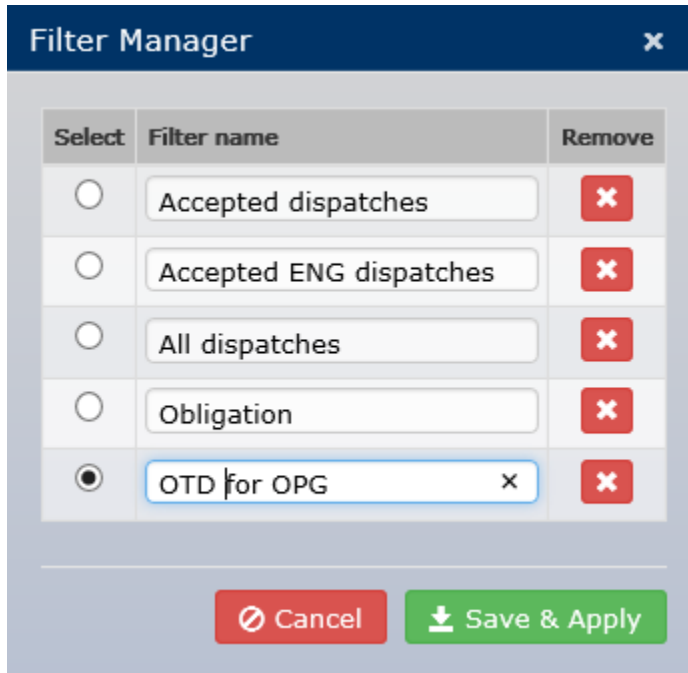 Filter Manager
Select Filter name Remove
Accepted dispatches
Accepted ENG dispatches
All dispatches
Obligation
OTD for OPG
Cancel Save & Apply